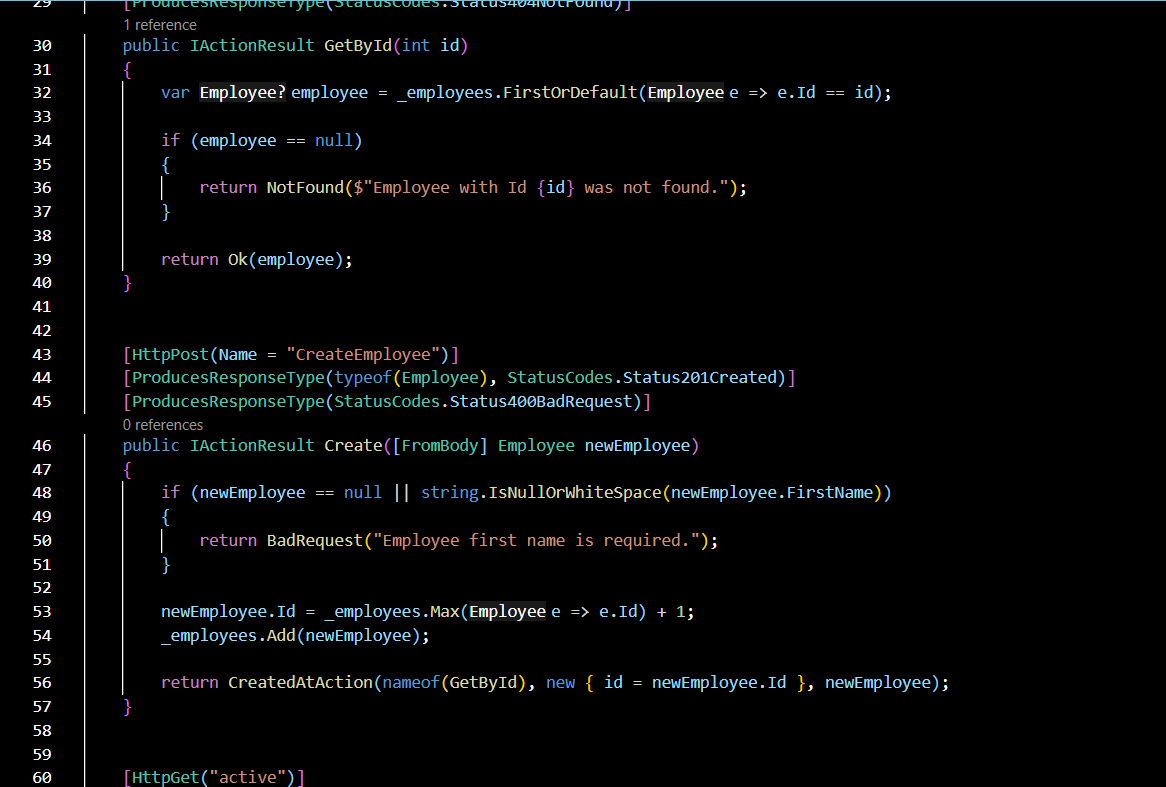 29 [ProducesResponseType(StatusCodes.Status404NotFound)]
1 reference
30 public IActionResult GetById(int id)
31 {
32 var Employee? employee = _employees.FirstOrDefault(Employee e => e.Id == id);
33
34 if (employee == null)
35 {
36 return NotFound($"Employee with Id {id} was not found.");
37 }
38
39 return Ok(employee);
40 }
41
42
43 [HttpPost(Name = "CreateEmployee")]
44 [ProducesResponseType(typeof(Employee), StatusCodes.Status201Created)]
45 [ProducesResponseType(StatusCodes.Status400BadRequest)]
0 references
46 public IActionResult Create([FromBody] Employee newEmployee)
47 {
48 if (newEmployee == null || string.IsNullOrWhiteSpace(newEmployee.FirstName))
49 {
50 return BadRequest("Employee first name is required.");
51 }
52
53 newEmployee.Id = _employees.Max(Employee e => e.Id) + 1;
54 _employees.Add(newEmployee);
55
56 return CreatedAtAction(nameof(GetById), new { id = newEmployee.Id }, newEmployee);
57 }
58
59
60 [HttpGet("active")]